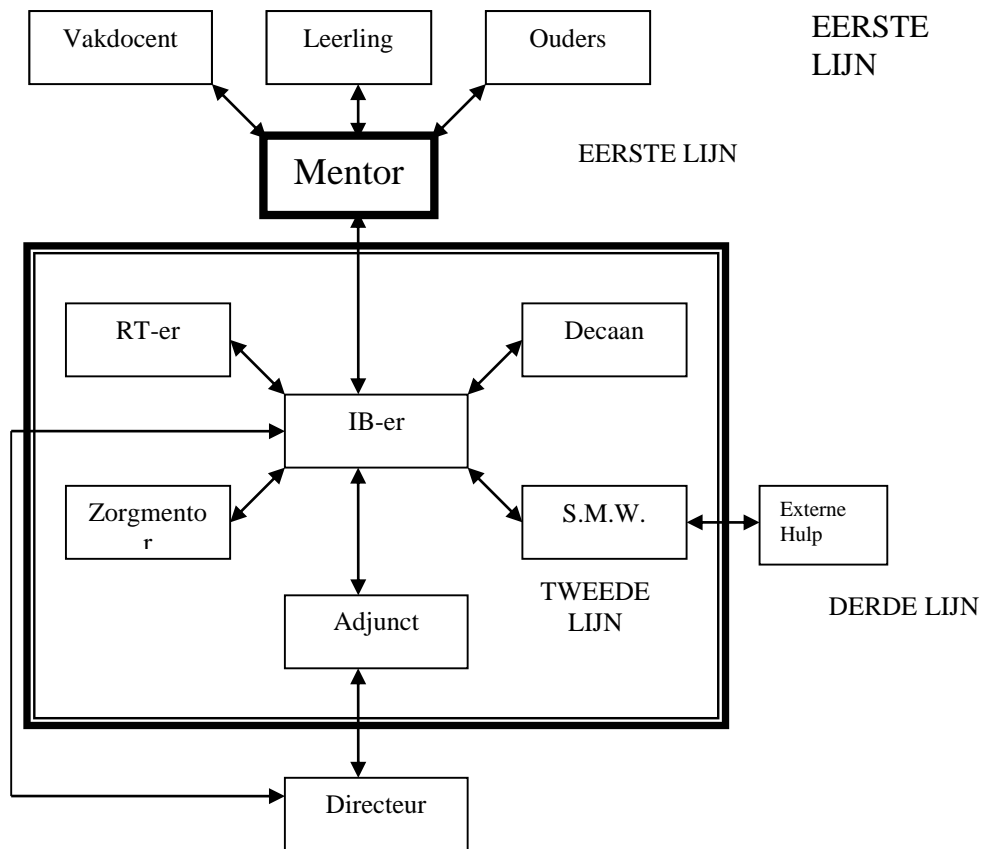 Vakdocent
Leerling
Ouders
EERSTE
LIJN
Mentor
EERSTE LIJN
RT-er
Decaan
IB-er
Zorgmento
r
S.M.W.
Externe
Hulp
TWEEDE
LIJN
DERDE LIJN
Adjunct
Directeur